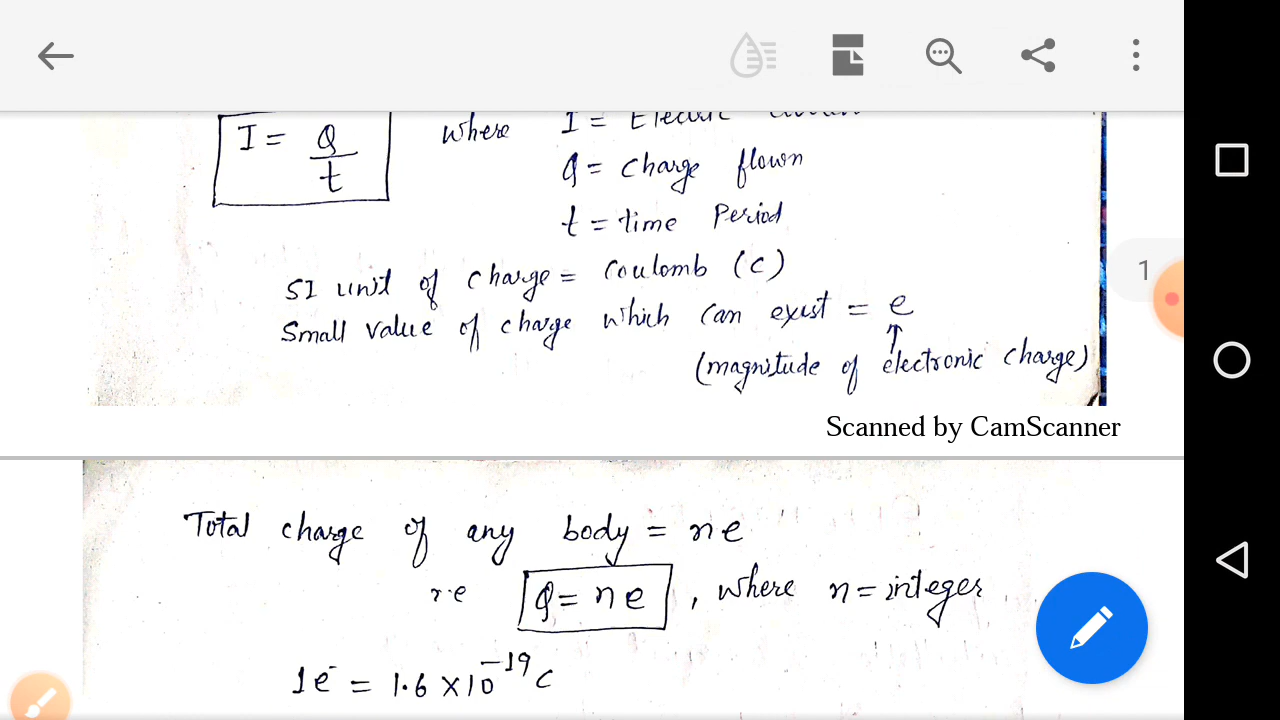 I = Q/t where I = Electric
Q = Charge flown
t = time Period
SI unit of charge = Coulomb (C)
Small value of charge which can exist = e
↑
(magnitude of electronic charge)
1
Scanned by CamScanner
Total charge of any body = ne
i.e Q = ne , where n = integer
1e⁻ = 1.6 × 10⁻¹⁹ C